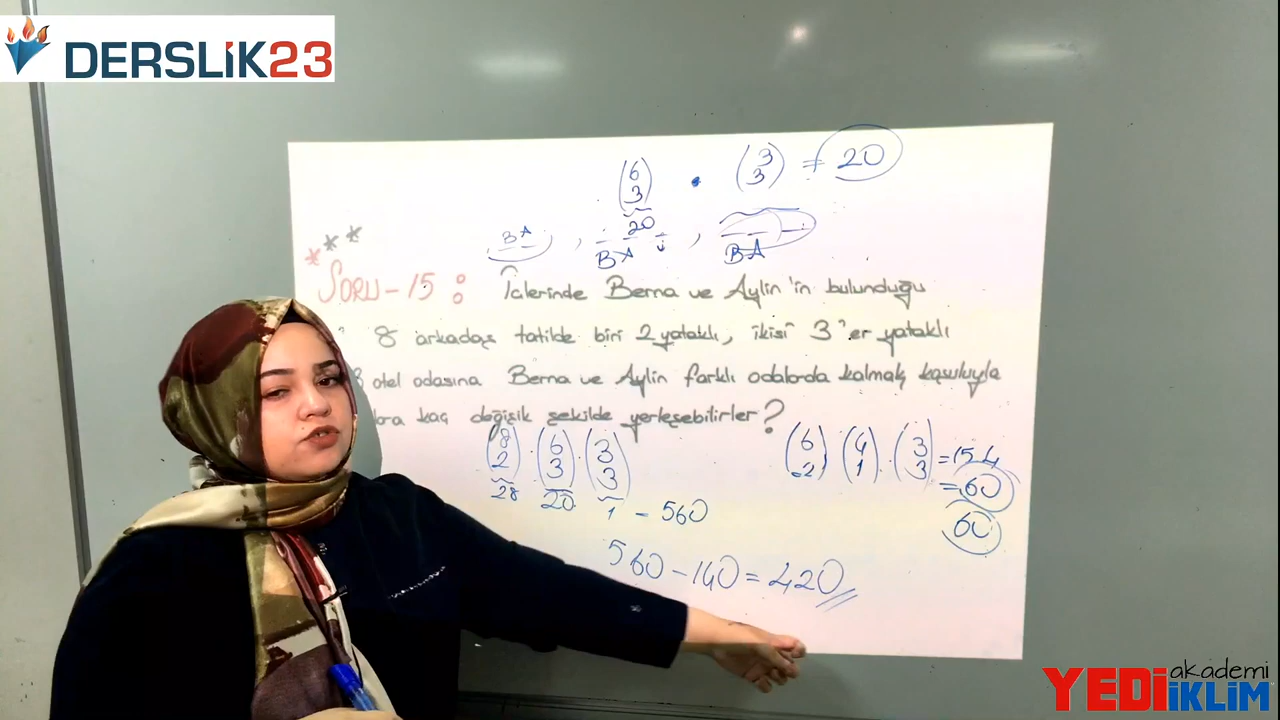 DERSLİK23
(6 3) . (3 3) = 20
20
BA , BA , BA
SORU-15 : İçlerinde Berna ve Aylin'in bulunduğu
8 arkadaş tatilde biri 2 yataklı, ikisi 3'er yataklı
3 otel odasına Berna ve Aylin farklı odalarda kalmak koşuluyla
kaç değişik şekilde yerleşebilirler?
(8 2) . (6 3) . (3 3)
28 20 1 - 560
(6 2) (4 1) . (3 3) = 15.4
= 60
60
560 - 140 = 420
YEDİ akademi İKLİM